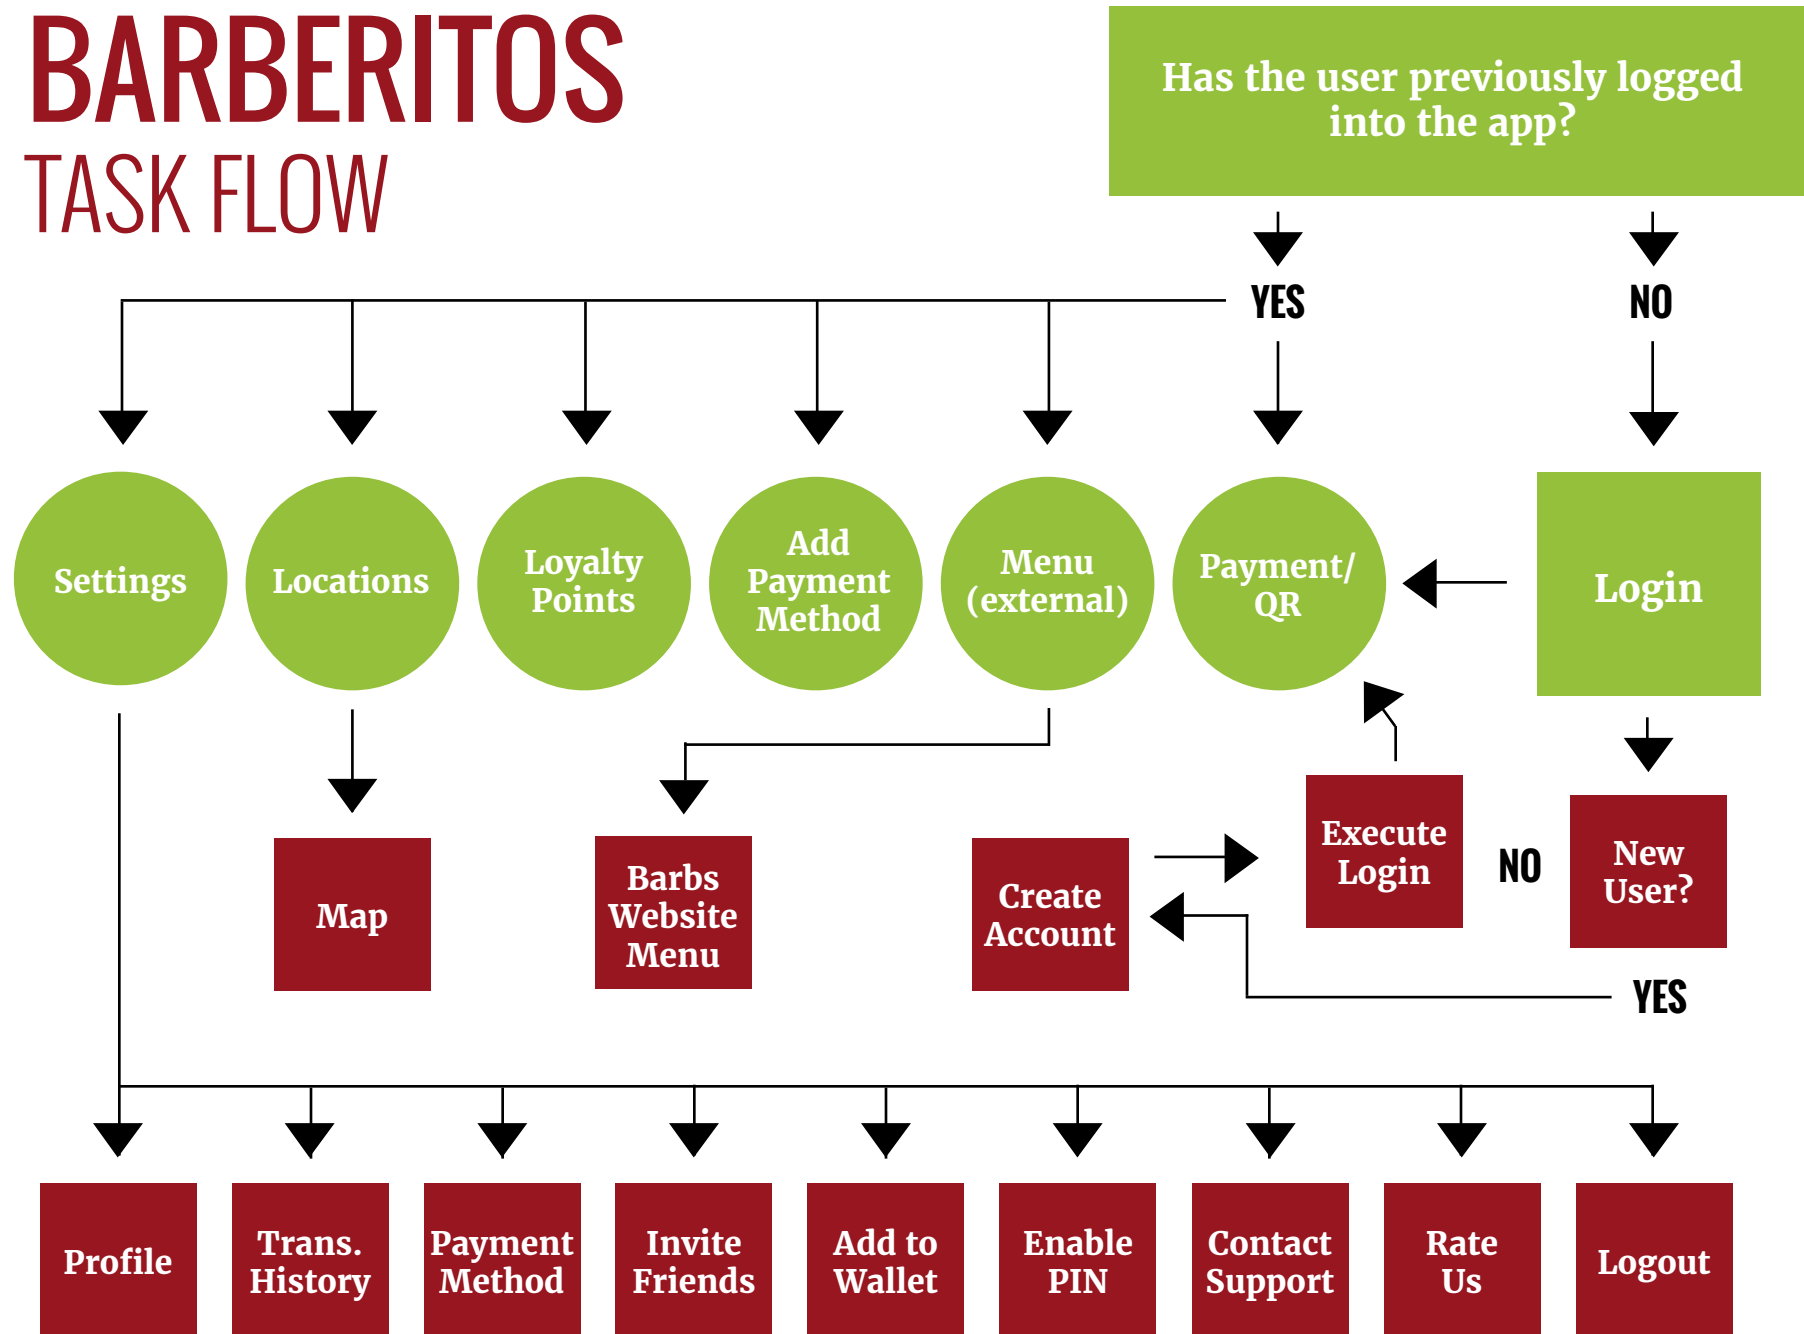 BARBERITOS
TASK FLOW
Has the user previously logged
into the app?
YES
NO
Settings
Locations
Loyalty
Points
Add
Payment
Method
Menu
(external)
Payment/
QR
Login
Map
Barbs
Website
Menu
Create
Account
Execute
Login
NO
New
User?
YES
Profile
Trans.
History
Payment
Method
Invite
Friends
Add to
Wallet
Enable
PIN
Contact
Support
Rate
Us
Logout